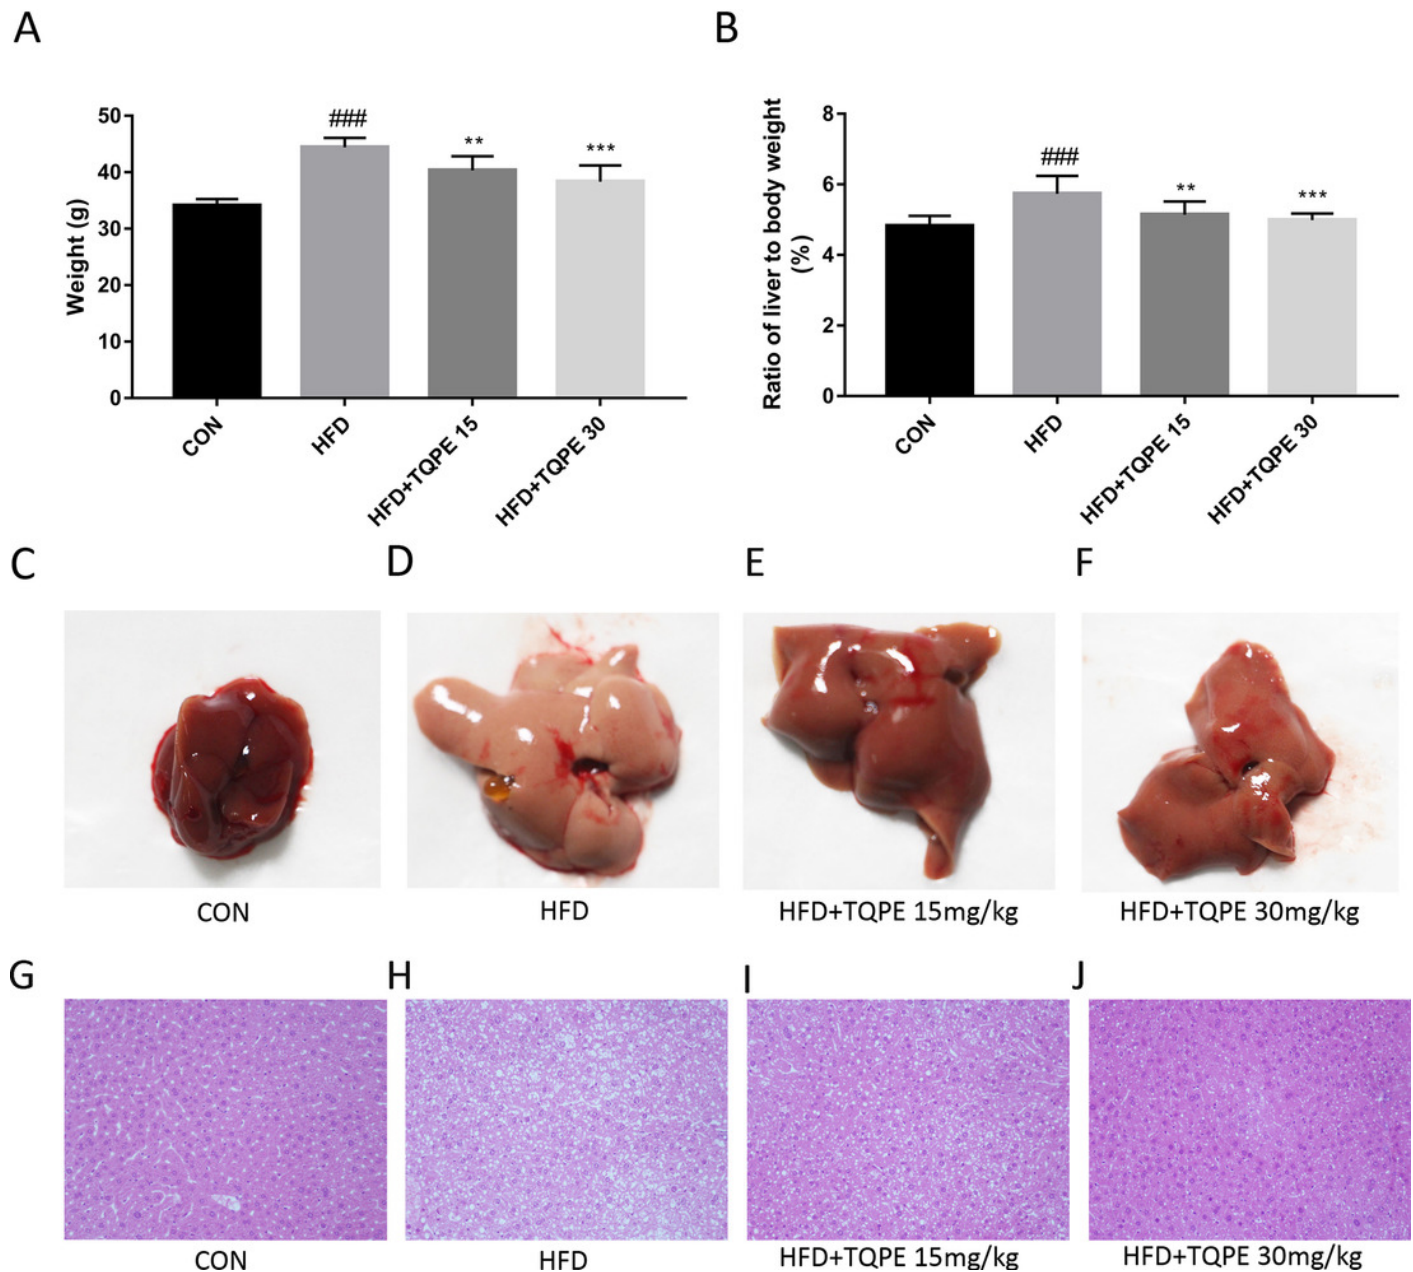 A
B
Weight (g)
50
40
30
20
10
0
###
**
***
CON
HFD
HFD+TQPE 15
HFD+TQPE 30
Ratio of liver to body weight
(%)
8
6
4
2
0
###
**
***
CON
HFD
HFD+TQPE 15
HFD+TQPE 30
C
D
E
F
CON
HFD
HFD+TQPE 15mg/kg
HFD+TQPE 30mg/kg
G
H
I
J
CON
HFD
HFD+TQPE 15mg/kg
HFD+TQPE 30mg/kg